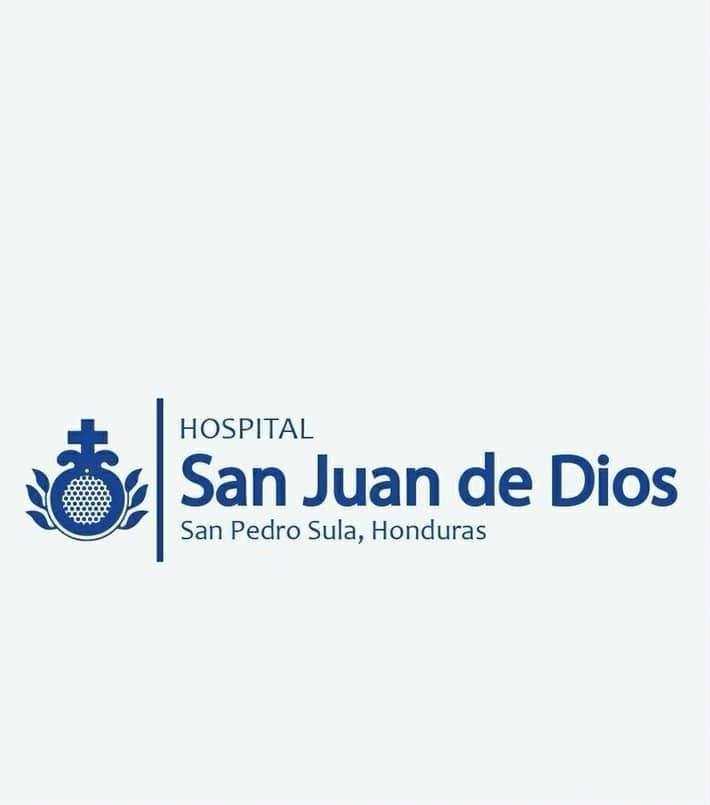 HOSPITAL
San Juan de Dios
San Pedro Sula, Honduras